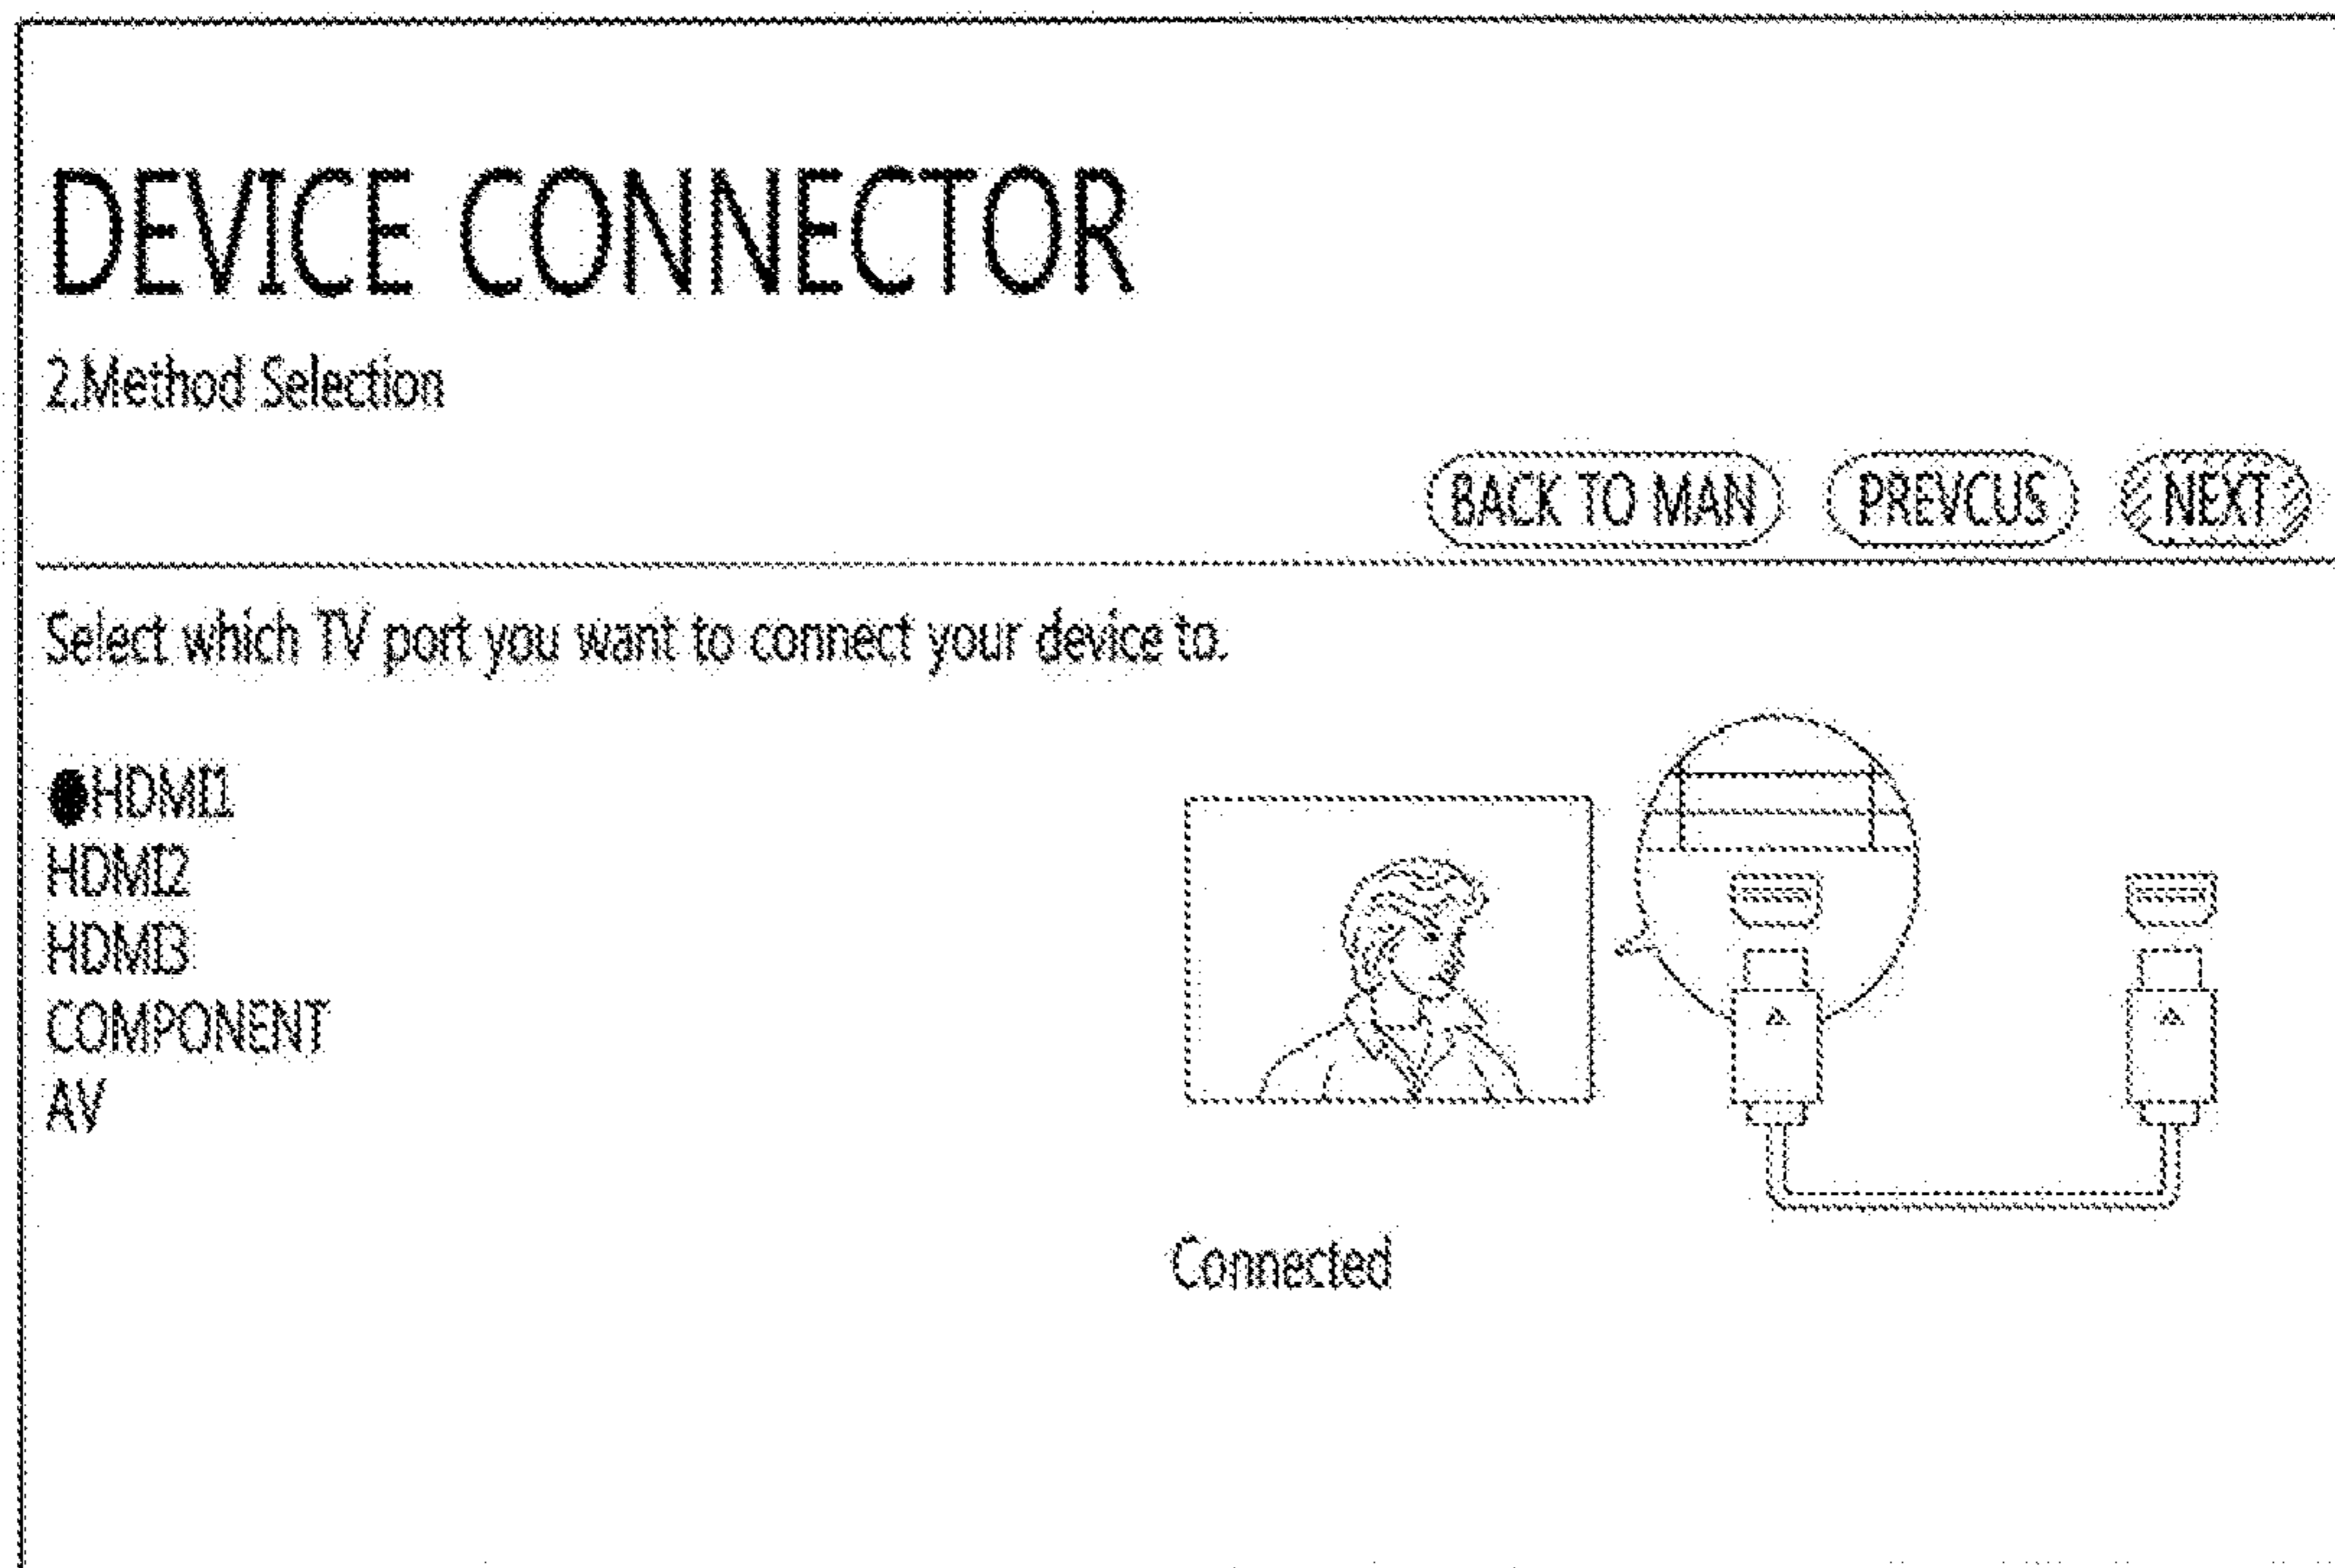 DEVICE CONNECTOR
2.Method Selection
BACK TO MAN PREVCUS NEXT
Select which TV port you want to connect your device to.
HDMI1
HDMI2
HDMI3
COMPONENT
AV
Connected